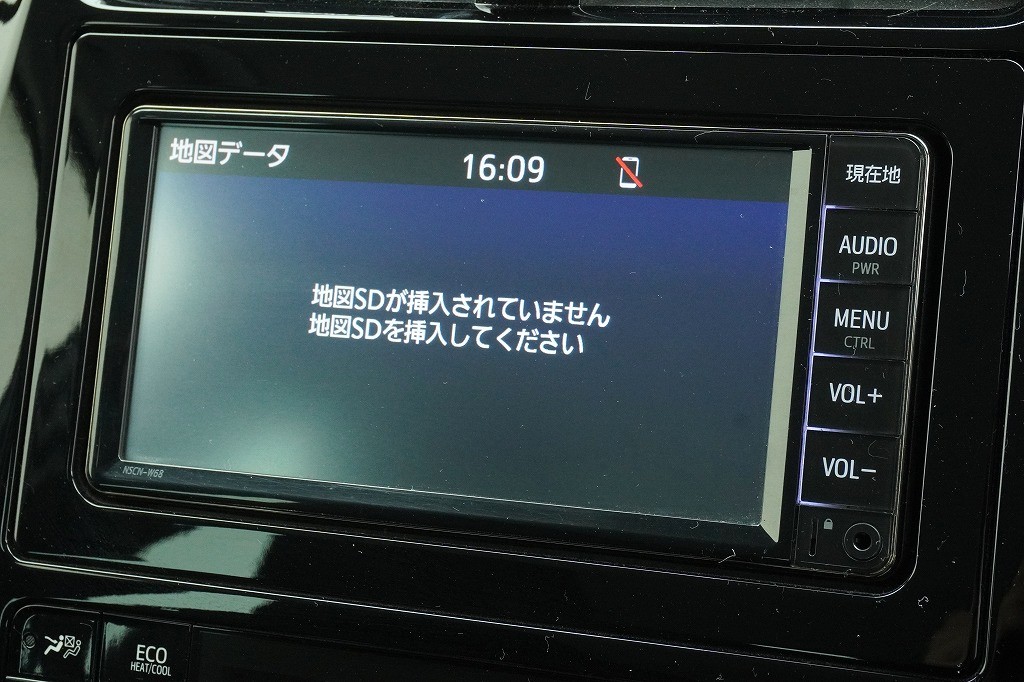 地図データ
16:09
現在地
AUDIO
PWR
地図SDが挿入されていません
地図SDを挿入してください
MENU
CTRL
VOL+
VOL−
NSCN-W68
ECO
HEAT/COOL